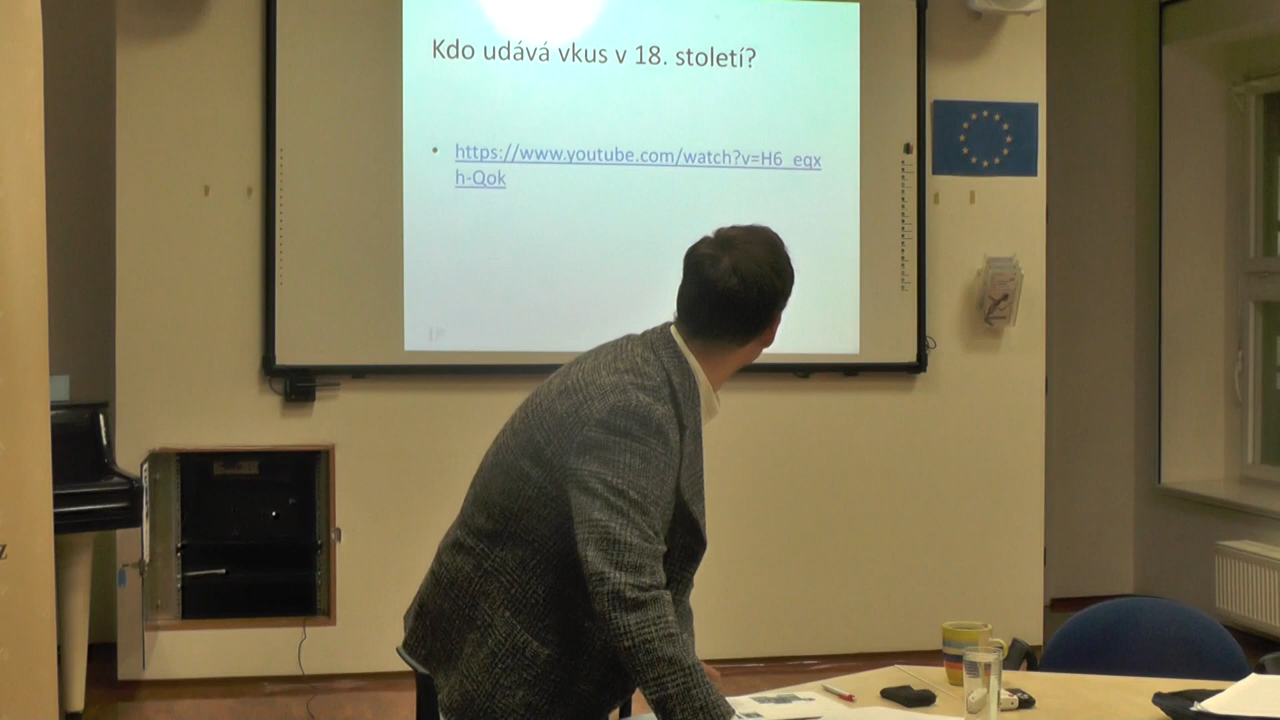 Kdo udává vkus v 18. století?
• https://www.youtube.com/watch?v=H6_eqx
h-Qok